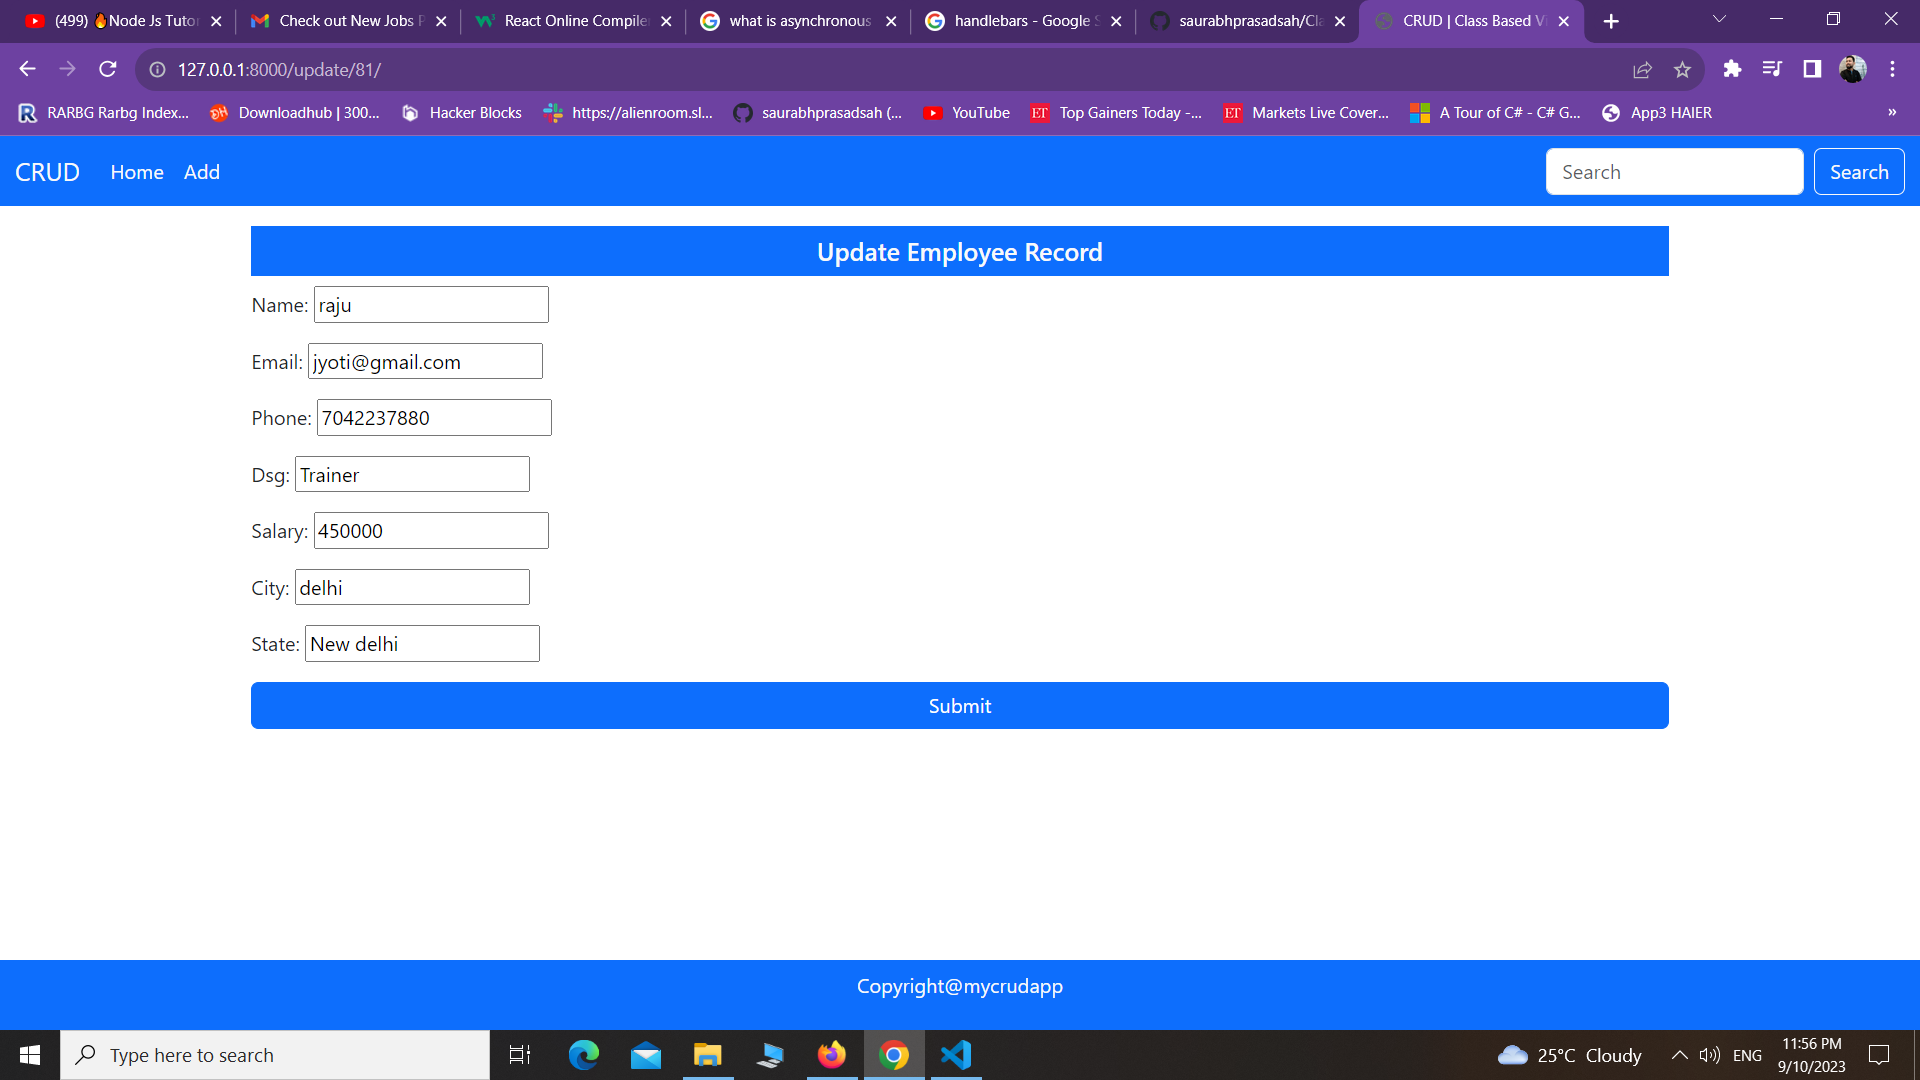 (499) 🔥Node Js Tutor
Check out New Jobs P
React Online Compile
what is asynchronous
handlebars - Google S
saurabhprasadsah/Cla
CRUD | Class Based Vi
127.0.0.1:8000/update/81/
RARBG Rarbg Index...
Downloadhub | 300...
Hacker Blocks
https://alienroom.sl...
saurabhprasadsah (...
YouTube
Top Gainers Today -...
Markets Live Cover...
A Tour of C# - C# G...
App3 HAIER
»
CRUD Home Add Search Search
Update Employee Record
Name: raju
Email: jyoti@gmail.com
Phone: 7042237880
Dsg: Trainer
Salary: 450000
City: delhi
State: New delhi
Submit
Copyright@mycrudapp
Type here to search
25°C Cloudy
ENG
11:56 PM
9/10/2023